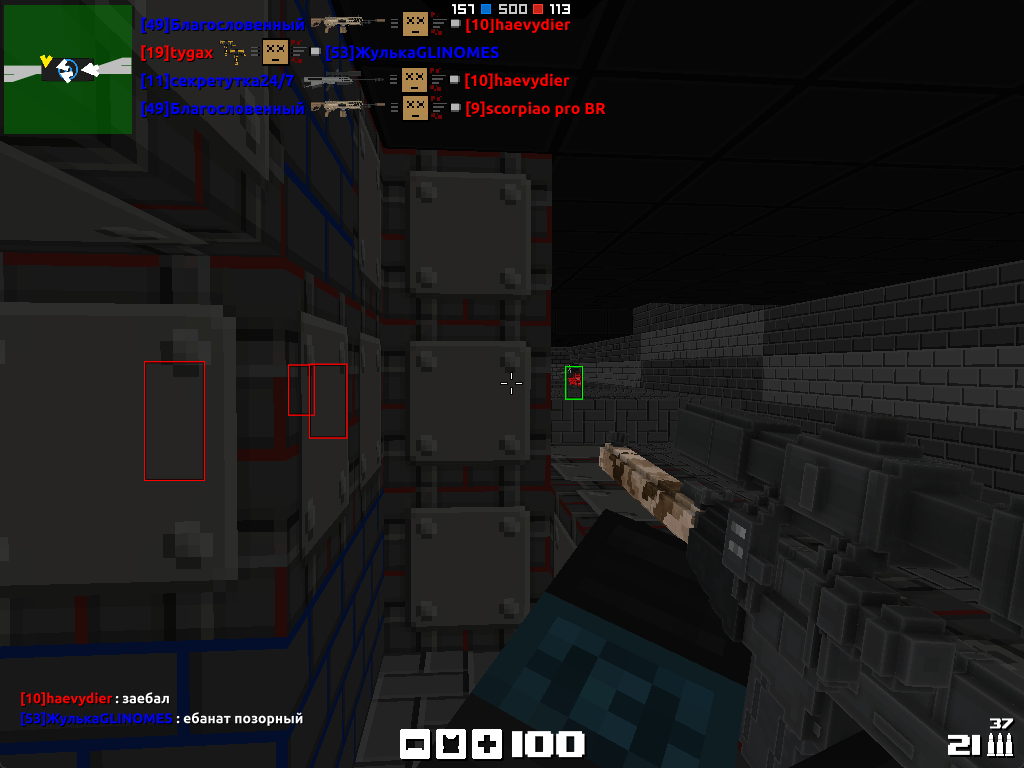 157 500 113
[49]Благословенный [10]haevydier
[19]tygax [53]ЖулькаGLINOMES
[11]секретутка24/7 [10]haevydier
[49]Благословенный [9]scorpiao pro BR
[10]haevydier : заебал
[53]ЖулькаGLINOMES : ебанат позорный
100
37
21